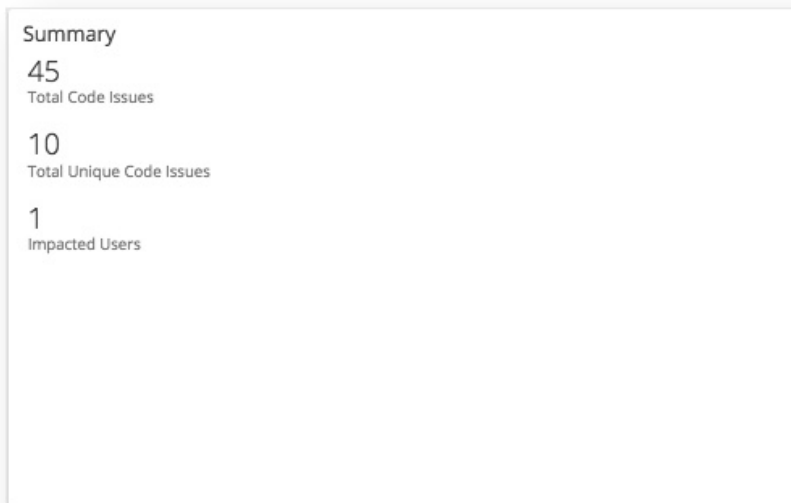 Summary
45
Total Code Issues
10
Total Unique Code Issues
1
Impacted Users